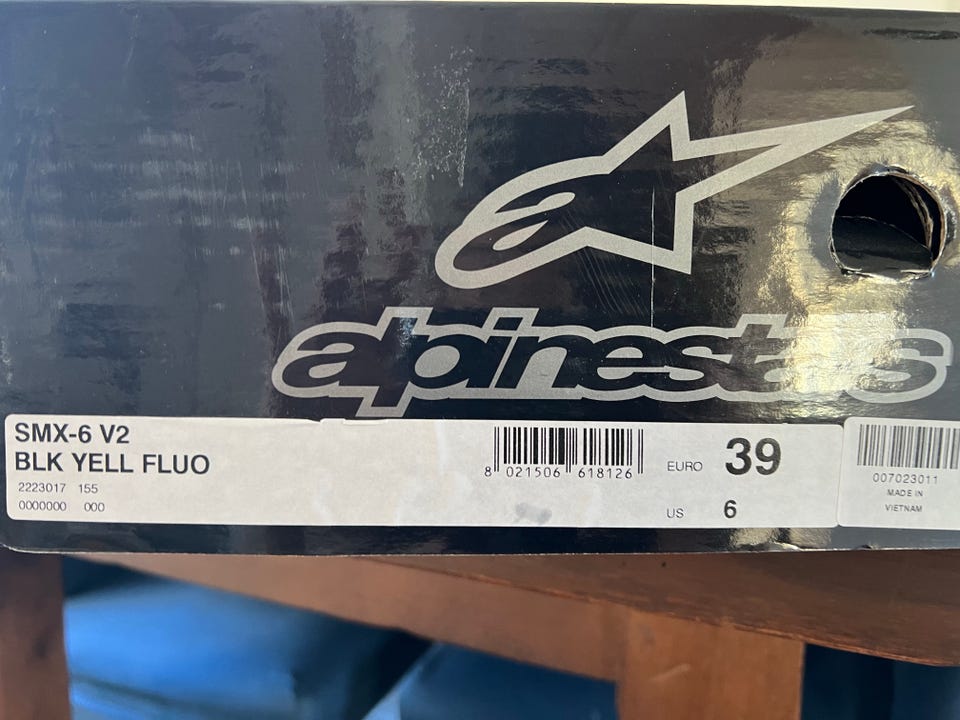 alpinestars
SMX-6 V2
BLK YELL FLUO
2223017 155
0000000 000
8 021506 618126
EURO 39
US 6
007023011
MADE IN
VIETNAM